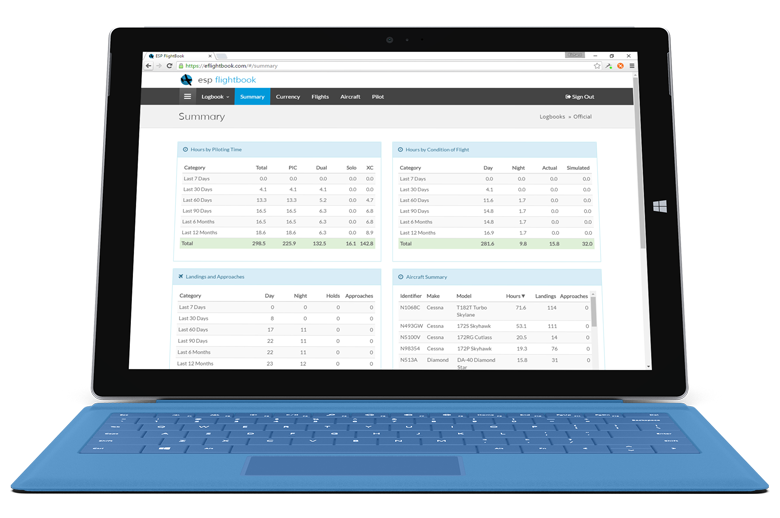 ESP FlightBook
https://eflightbook.com/#/summary
esp flightbook
Logbook Summary Currency Flights Aircraft Pilot Sign Out
Summary
Logbooks » Official
Hours by Piloting Time
Category Total PIC Dual Solo XC
Last 7 Days 0.0 0.0 0.0 0.0 0.0
Last 30 Days 4.1 4.1 4.1 0.0 0.0
Last 60 Days 13.3 13.3 5.2 0.0 4.7
Last 90 Days 16.5 16.5 6.3 0.0 6.8
Last 6 Months 16.5 16.5 6.3 0.0 6.8
Last 12 Months 18.6 18.6 6.3 0.0 8.9
Total 298.5 225.9 132.5 16.1 142.8
Hours by Condition of Flight
Category Day Night Actual Simulated
Last 7 Days 0.0 0.0 0.0 0.0
Last 30 Days 4.1 0.0 0.0 0.0
Last 60 Days 11.6 1.7 0.0 0.0
Last 90 Days 14.8 1.7 0.0 0.0
Last 6 Months 14.8 1.7 0.0 0.0
Last 12 Months 16.9 1.7 0.0 0.0
Total 281.6 9.8 15.8 32.0
Landings and Approaches
Category Day Night Holds Approaches
Last 7 Days 0 0 0 0
Last 30 Days 8 0 0 0
Last 60 Days 17 11 0 0
Last 90 Days 22 11 0 0
Last 6 Months 22 11 0 0
Last 12 Months 23 12 0 0
Aircraft Summary
Identifier Make Model Hours▼ Landings Approaches
N1068C Cessna T182T Turbo 71.6 114 0
Skylane
N493GW Cessna 172S Skyhawk 53.1 111 0
N5100V Cessna 172RG Cutlass 20.5 14 0
N98354 Cessna 172P Skyhawk 19.3 76 0
N513A Diamond DA-40 Diamond 15.8 31 0
Star